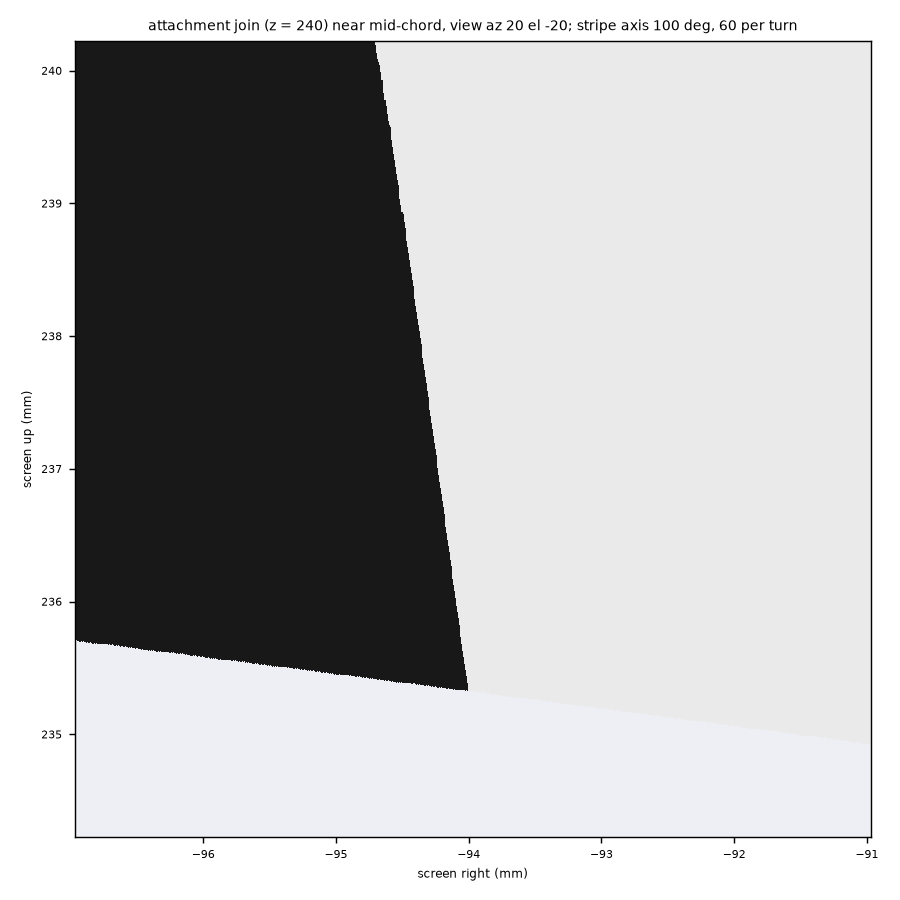 attachment join (z = 240) near mid-chord, view az 20 el -20; stripe axis 100 deg, 60 per turn
240
239
238
237
236
235
screen up (mm)
−96 −95 −94 −93 −92 −91
screen right (mm)